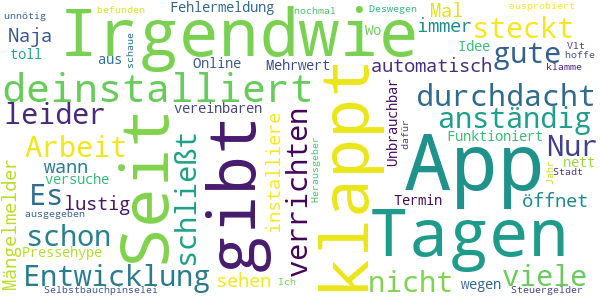 unnötig
befunden
Fehlermeldung
nochmal
Deswegen
ausprobiert
Naja
toll
schaue
aus
Irgendwie
Online
Mehrwert
Wo
Mal
immer
steckt
Idee
gute
Vlt
hoffe
klamme
automatisch
deinstalliert
vereinbaren
leider
durchdacht
anständig
Funktioniert
Unbrauchbar
dafür
Nur
nett
Arbeit
wann
Es
versuche
lustig
Seit
schließt
gibt
installiere
verrichten
Herausgeber
klappt
App
Jahr
Stadt
Mängelmelder
ausgegeben
schon
OPressehype
Termin
öffnet
Tagen
Entwicklung
Selbstbauchpinselei
sehen
Ich
nicht
wegen
viele
Steuergelder